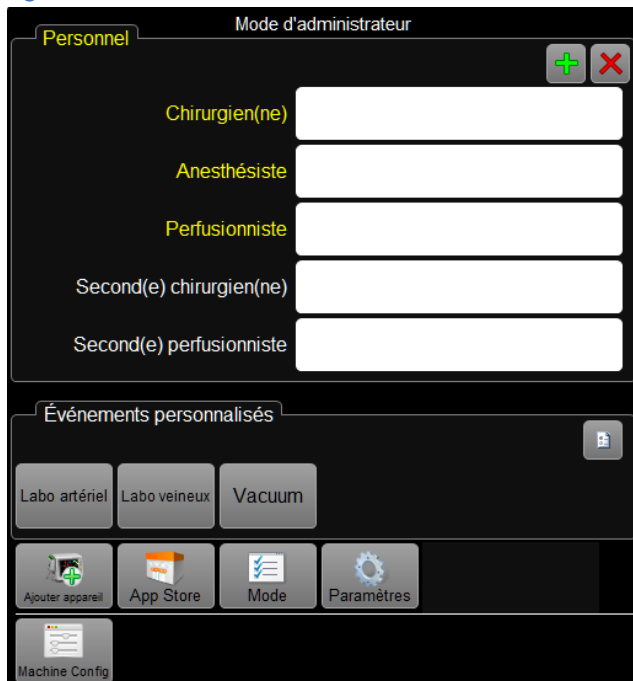 Mode d'administrateur
Personnel
Chirurgien(ne)
Anesthésiste
Perfusionniste
Second(e) chirurgien(ne)
Second(e) perfusionniste
Événements personnalisés
Labo artériel
Labo veineux
Vacuum
Ajouter appareil
App Store
Mode
Paramètres
Machine Config